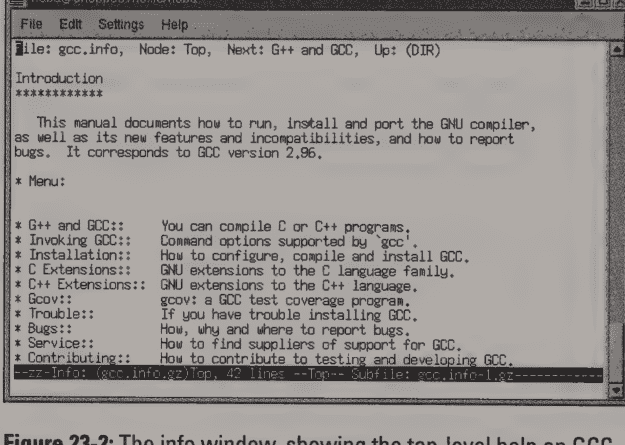 File Edit Settings Help
File: gcc.info, Node: Top, Next: G++ and GCC, Up: (DIR)
Introduction
************
This manual documents how to run, install and port the GNU compiler,
as well as its new features and incompatibilities, and how to report
bugs. It corresponds to GCC version 2.96.
* Menu:
* G++ and GCC:: You can compile C or C++ programs.
* Invoking GCC:: Command options supported by `gcc'.
* Installation:: How to configure, compile and install GCC.
* C Extensions:: GNU extensions to the C language family.
* C++ Extensions:: GNU extensions to the C++ language.
* Gcov:: gcov: a GCC test coverage program.
* Trouble:: If you have trouble installing GCC.
* Bugs:: How, why and where to report bugs.
* Service:: How to find suppliers of support for GCC.
* Contributing:: How to contribute to testing and developing GCC.
--zz-Info: (gcc.info.gz)Top, 42 lines --Top-- Subfile: gcc.info-1.gz----------
Figure 23-2: The info window, showing the top-level help on GCC